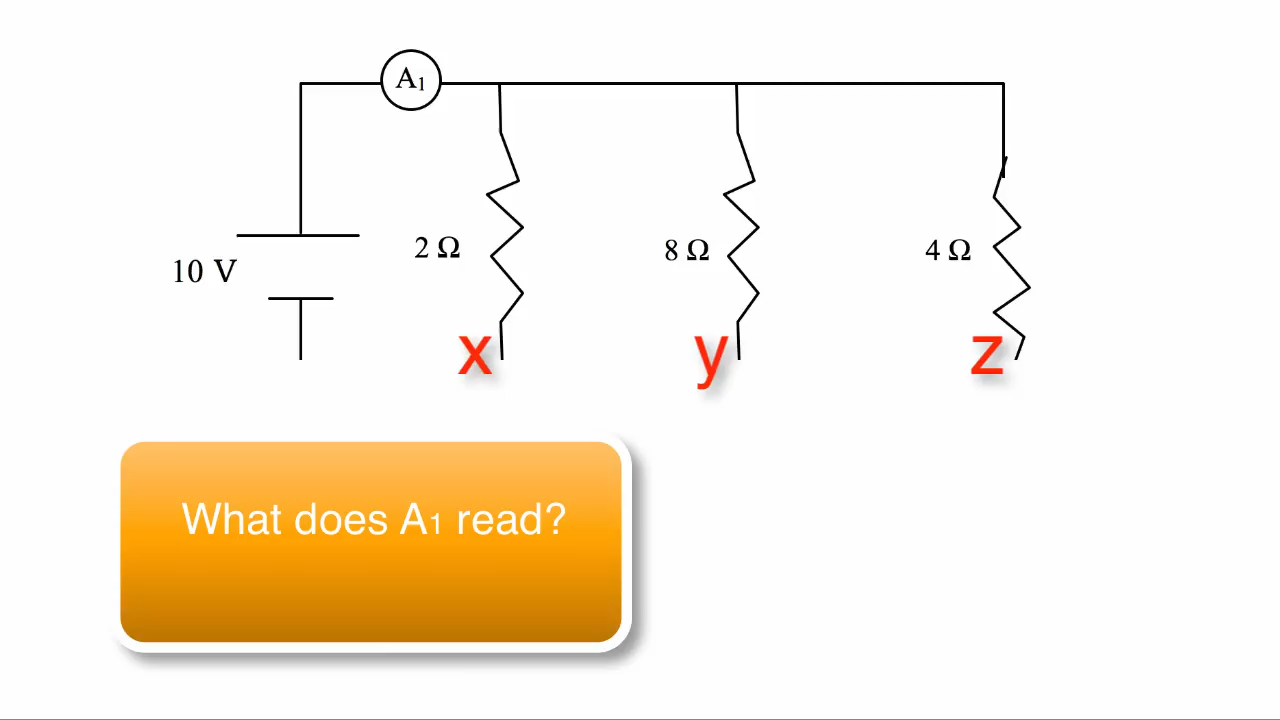 A₁
10 V
2 Ω
8 Ω
4 Ω
x
y
z
What does A₁ read?